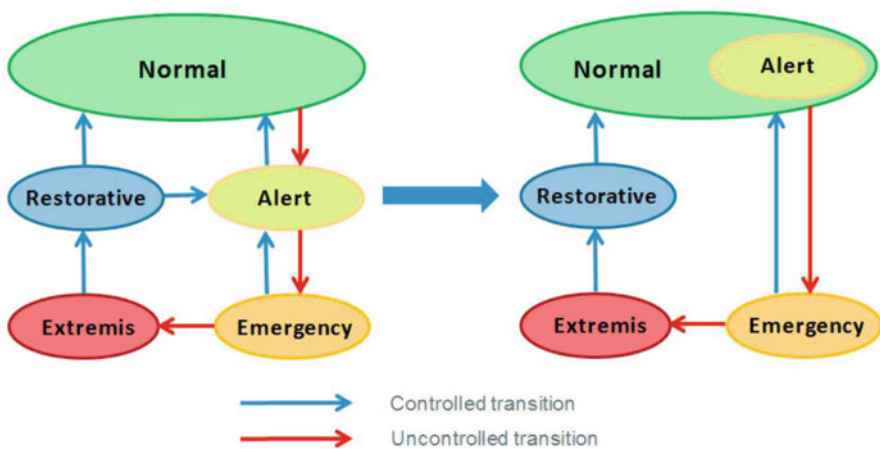 Normal
Restorative
Alert
Extremis
Emergency
Normal
Alert
Restorative
Extremis
Emergency
Controlled transition
Uncontrolled transition